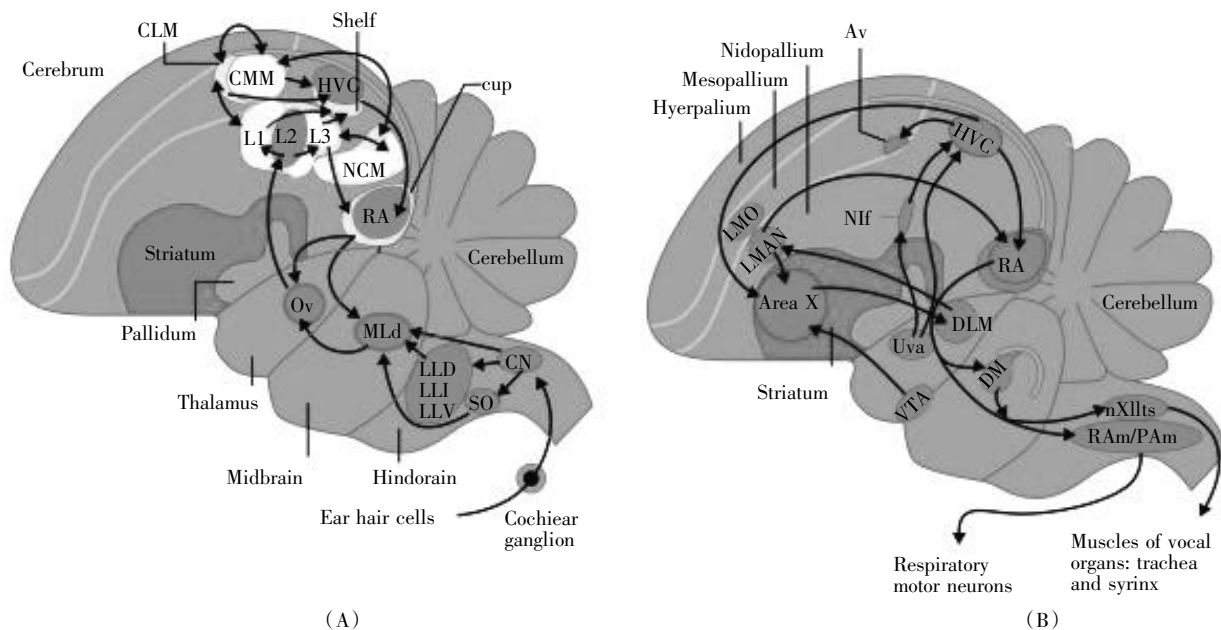 Shelf
CLM
Cerebrum
CMM
HVC
cup
L1
L2
L3
NCM
RA
Striatum
Cerebellum
Ov
Pallidum
MLd
CN
LLD
LLI
SO
LLV
Thalamus
Midbrain
Hindorain
Ear hair cells
Cochiear
ganglion
(A)
Av
Nidopallium
Mesopallium
Hyerpalium
HVC
LMO
NIf
LMAN
RA
Area X
Cerebellum
DLM
Uva
DM
Striatum
VTA
nXllts
RAm/PAm
Respiratory
motor neurons
Muscles of vocal
organs: trachea
and syrinx
(B)